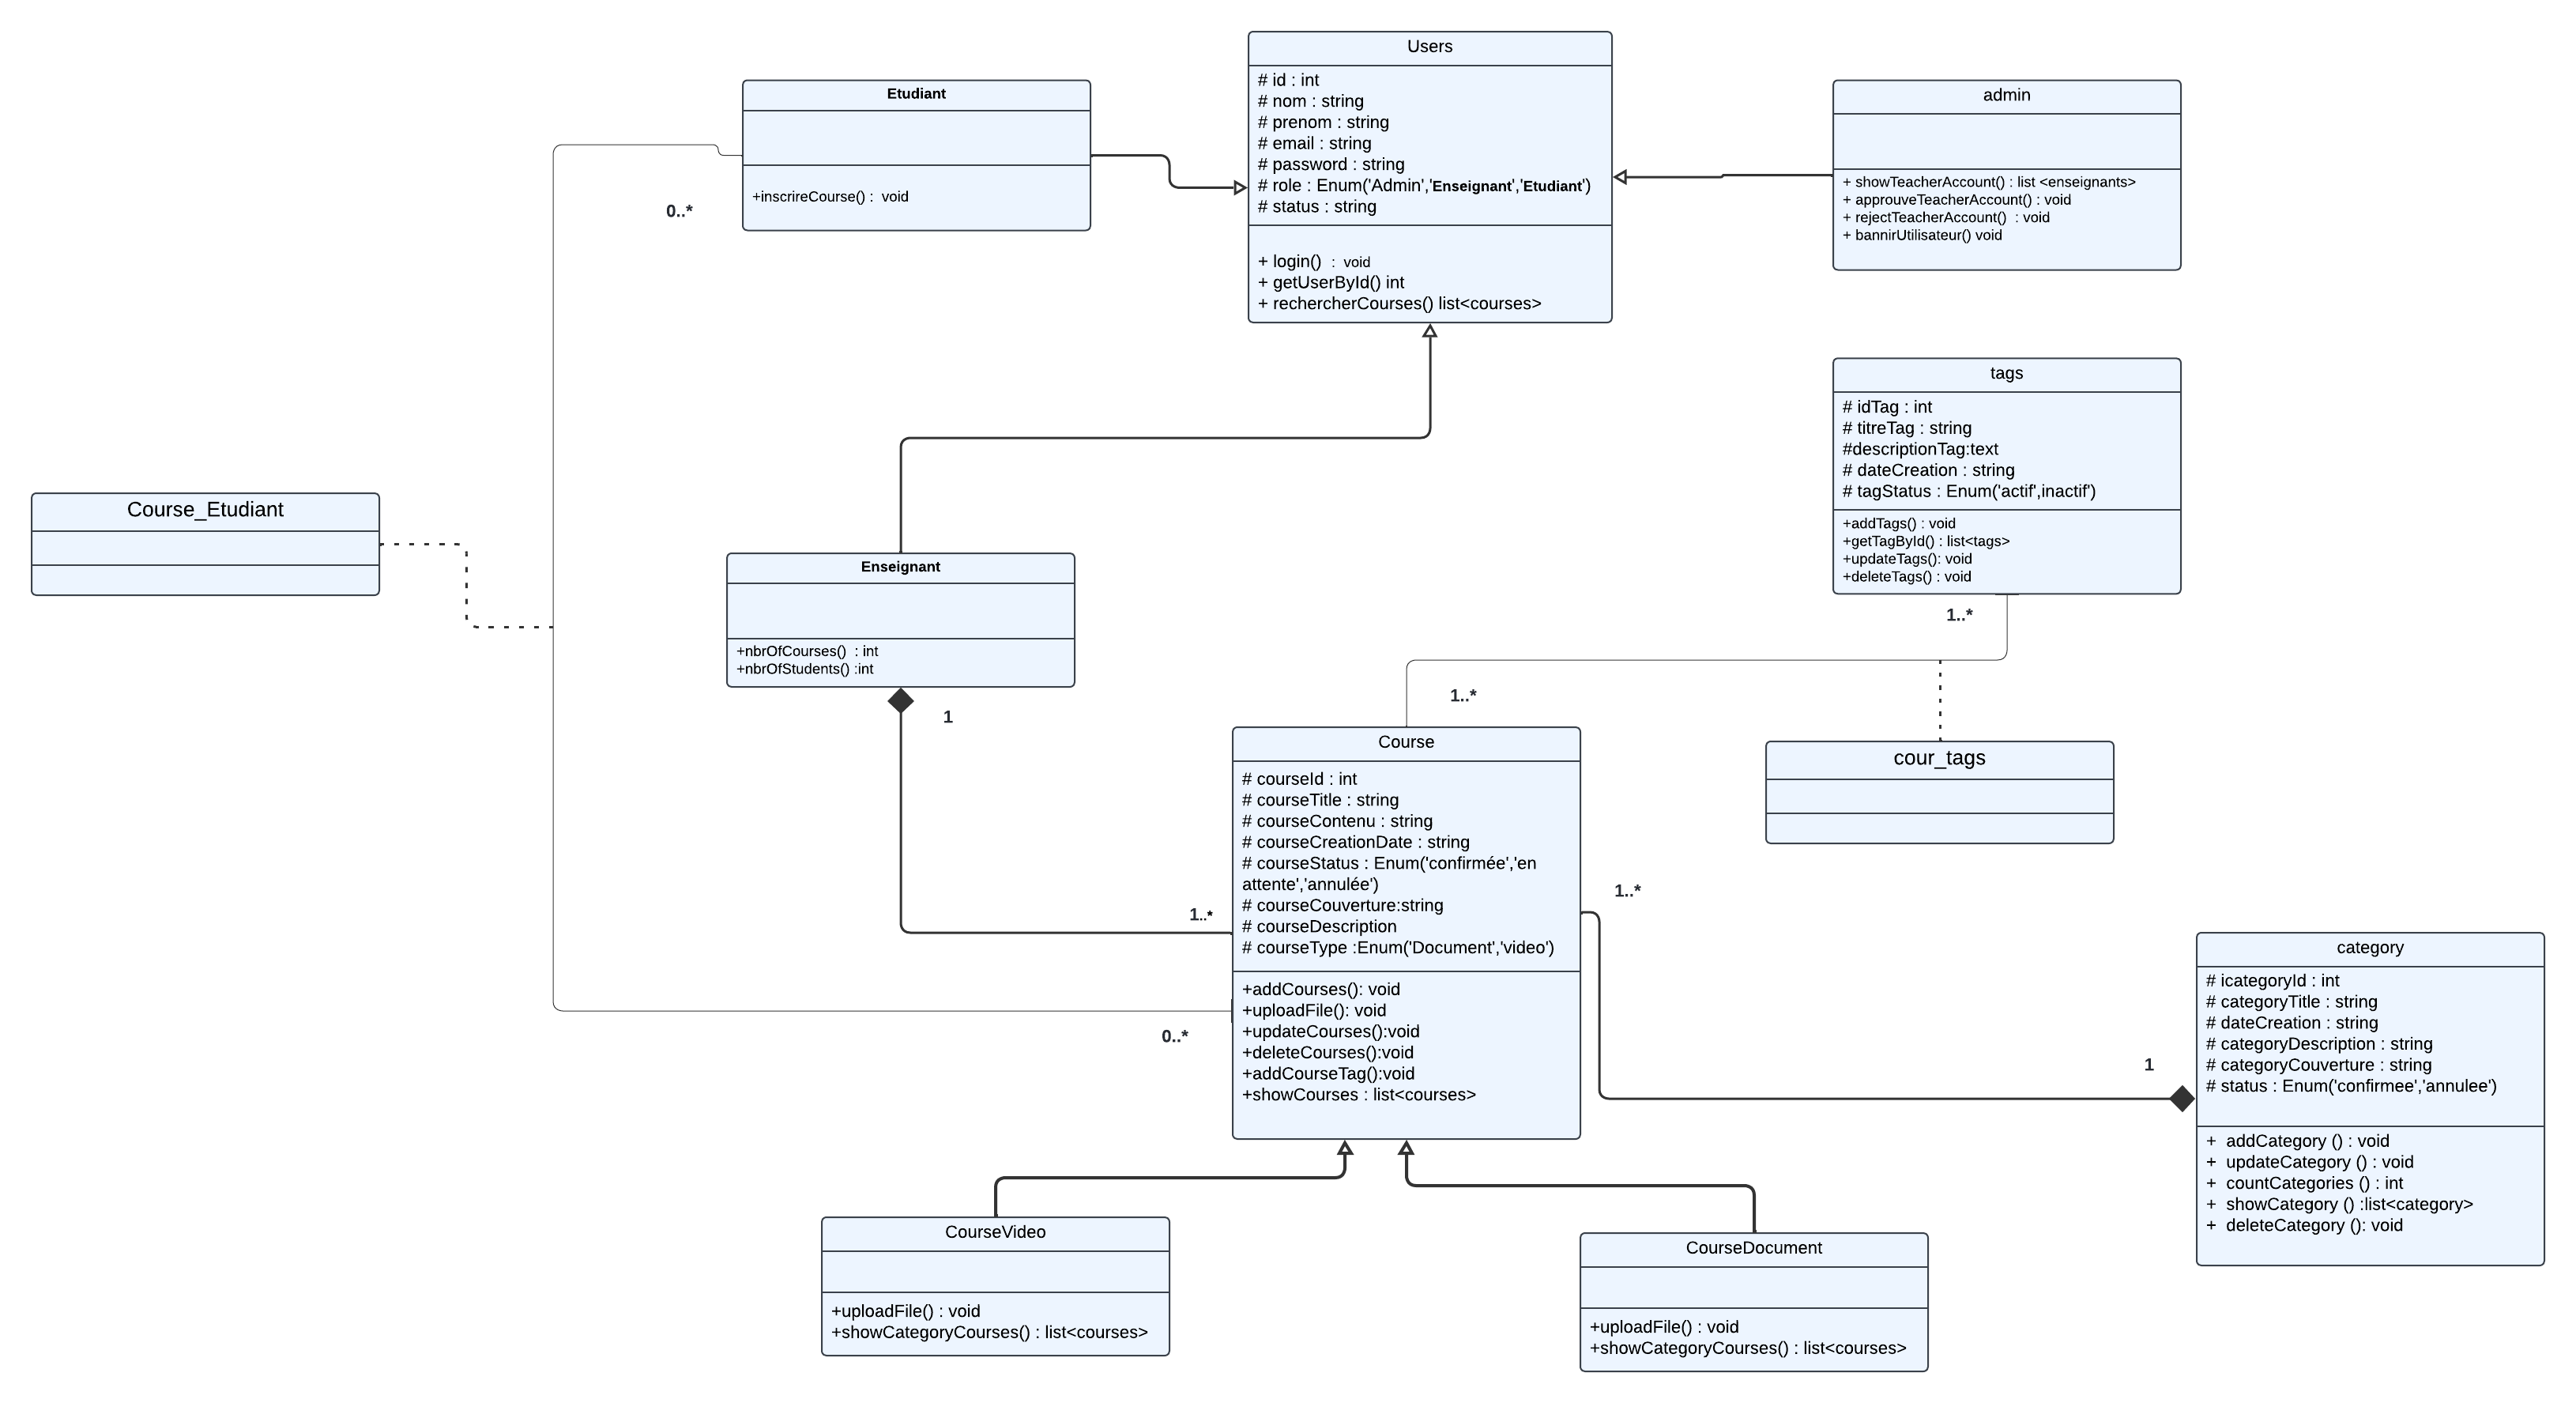 Users
# id : int
# nom : string
# prenom : string
# email : string
# password : string
# role : Enum('Admin','Enseignant','Etudiant')
# status : string
+ login()  :  void
+ getUserById() int
+ rechercherCourses() list<courses>
Etudiant
+inscrireCourse() :  void
0..*
admin
+ showTeacherAccount() : list <enseignants>
+ approuveTeacherAccount() : void
+ rejectTeacherAccount()  : void
+ bannirUtilisateur() void
tags
# idTag : int
# titreTag : string
#descriptionTag:text
# dateCreation : string
# tagStatus : Enum('actif',inactif')
+addTags() : void
+getTagById() : list<tags>
+updateTags(): void
+deleteTags() : void
1..*
Course_Etudiant
Enseignant
+nbrOfCourses()  : int
+nbrOfStudents() :int
1
1..*
Course
# courseId : int
# courseTitle : string
# courseContenu : string
# courseCreationDate : string
# courseStatus : Enum('confirmée','en
attente','annulée')
# courseCouverture:string
# courseDescription
# courseType :Enum('Document','video')
+addCourses(): void
+uploadFile(): void
+updateCourses():void
+deleteCourses():void
+addCourseTag():void
+showCourses : list<courses>
cour_tags
1..*
1..*
0..*
1
category
# icategoryId : int
# categoryTitle : string
# dateCreation : string
# categoryDescription : string
# categoryCouverture : string
# status : Enum('confirmee','annulee')
+  addCategory () : void
+  updateCategory () : void
+  countCategories () : int
+  showCategory () :list<category>
+  deleteCategory (): void
CourseVideo
+uploadFile() : void
+showCategoryCourses() : list<courses>
CourseDocument
+uploadFile() : void
+showCategoryCourses() : list<courses>